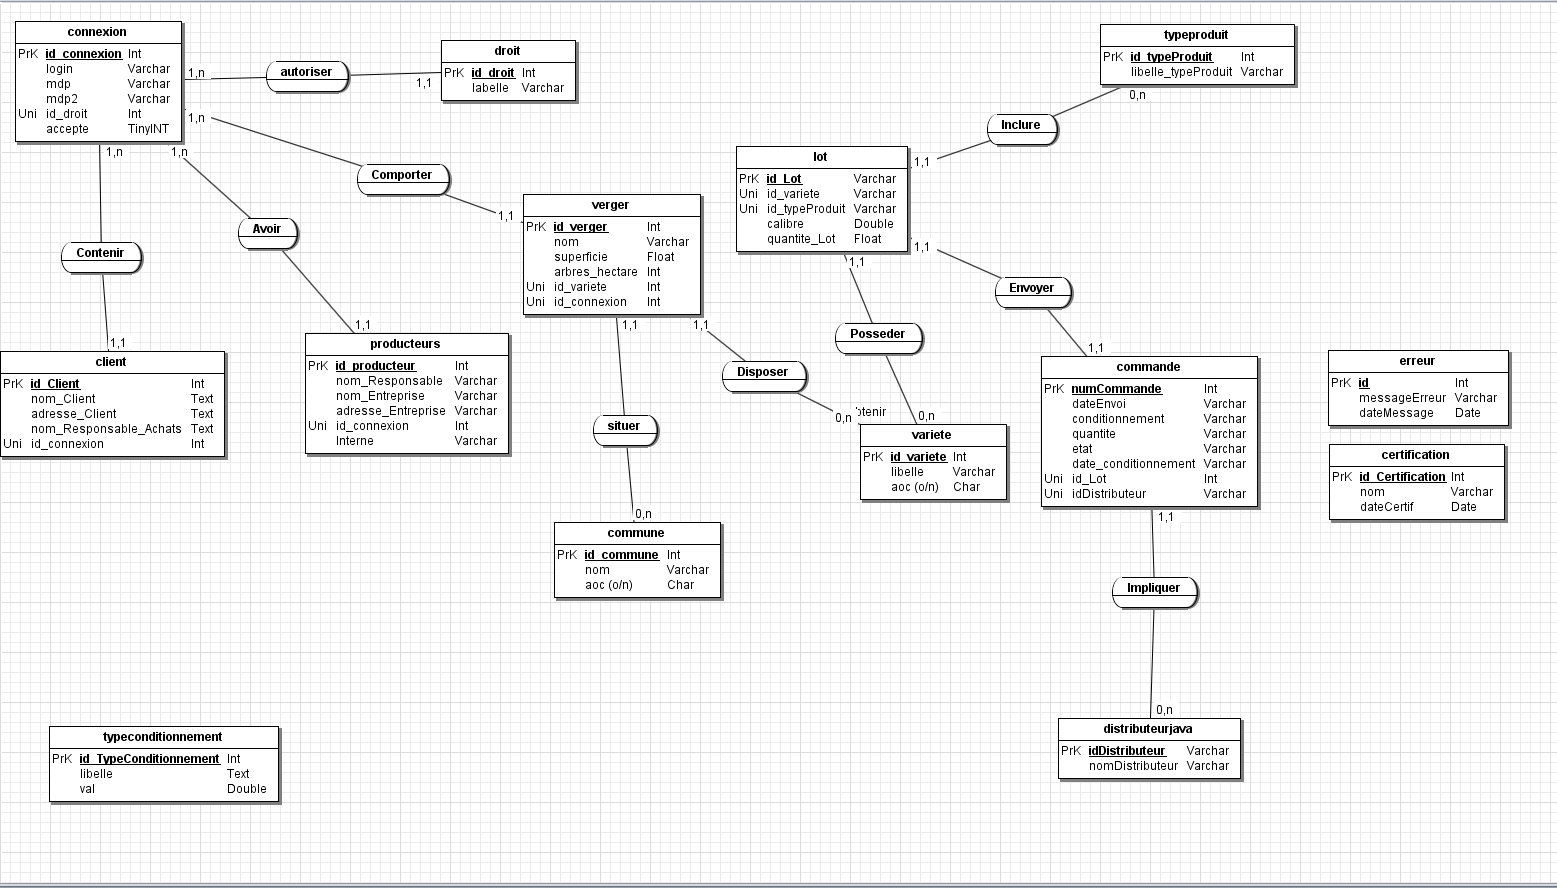 connexion
PrK id_connexion Int
login Varchar
mdp Varchar
mdp2 Varchar
Uni id_droit Int
accepte TinyINT
1,n
autoriser
1,1
droit
PrK id_droit Int
labelle Varchar
1,n
Comporter
1,1
1,n
Contenir
1,1
1,n
Avoir
1,1
client
PrK id_Client Int
nom_Client Text
adresse_Client Text
nom_Responsable_Achats Text
Uni id_connexion Int
producteurs
PrK id_producteur Int
nom_Responsable Varchar
nom_Entreprise Varchar
adresse_Entreprise Varchar
Uni id_connexion Int
Interne Varchar
verger
PrK id_verger Int
nom Varchar
superficie Float
arbres_hectare Int
Uni id_variete Int
Uni id_connexion Int
1,1
situer
0,n
commune
PrK id_commune Int
nom Varchar
aoc (o/n) Char
1,1
Disposer
0,n
btenir
typeproduit
PrK id_typeProduit Int
libelle_typeProduit Varchar
0,n
Inclure
1,1
lot
PrK id_Lot Varchar
Uni id_variete Varchar
Uni id_typeProduit Varchar
calibre Double
quantite_Lot Float
1,1
Posseder
0,n
variete
PrK id_variete Int
libelle Varchar
aoc (o/n) Char
1,1
Envoyer
1,1
commande
PrK numCommande Int
dateEnvoi Varchar
conditionnement Varchar
quantite Varchar
etat Varchar
date_conditionnement Varchar
Uni id_Lot Int
Uni idDistributeur Varchar
1,1
Impliquer
0,n
distributeurjava
PrK idDistributeur Varchar
nomDistributeur Varchar
erreur
PrK id Int
messageErreur Varchar
dateMessage Date
certification
PrK id_Certification Int
nom Varchar
dateCertif Date
typeconditionnement
PrK id_TypeConditionnement Int
libelle Text
val Double